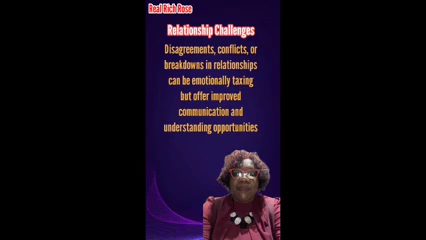 Real Rich Rose
Relationship Challenges
Disagreements, conflicts, or
breakdowns in relationships
can be emotionally taxing
but offer improved
communication and
understanding opportunities